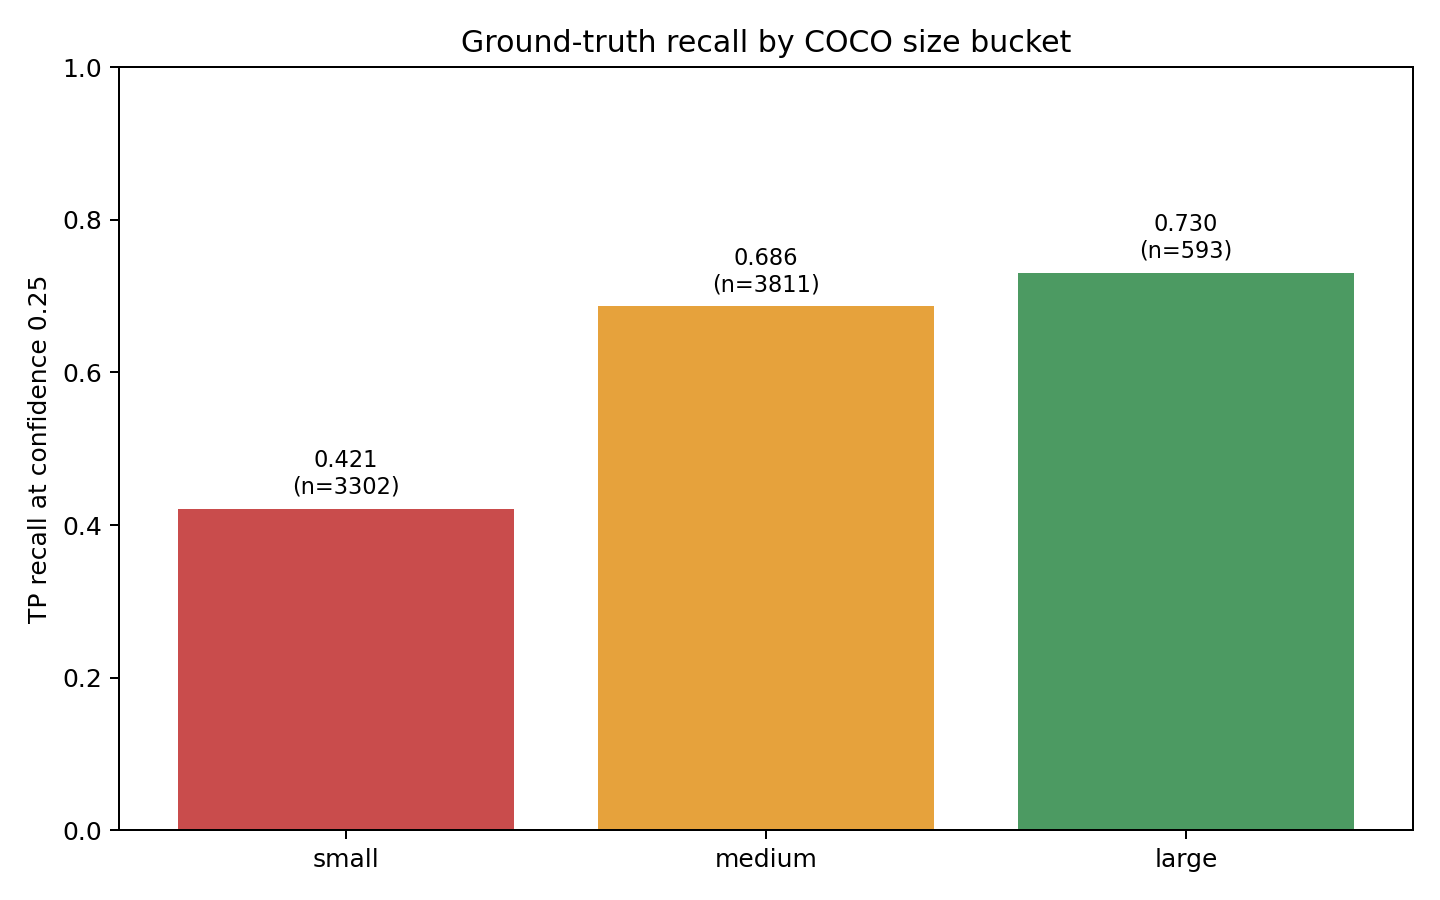 Ground-truth recall by COCO size bucket
TP recall at confidence 0.25
1.0
0.8
0.6
0.4
0.2
0.0
0.421
(n=3302)
0.686
(n=3811)
0.730
(n=593)
small
medium
large